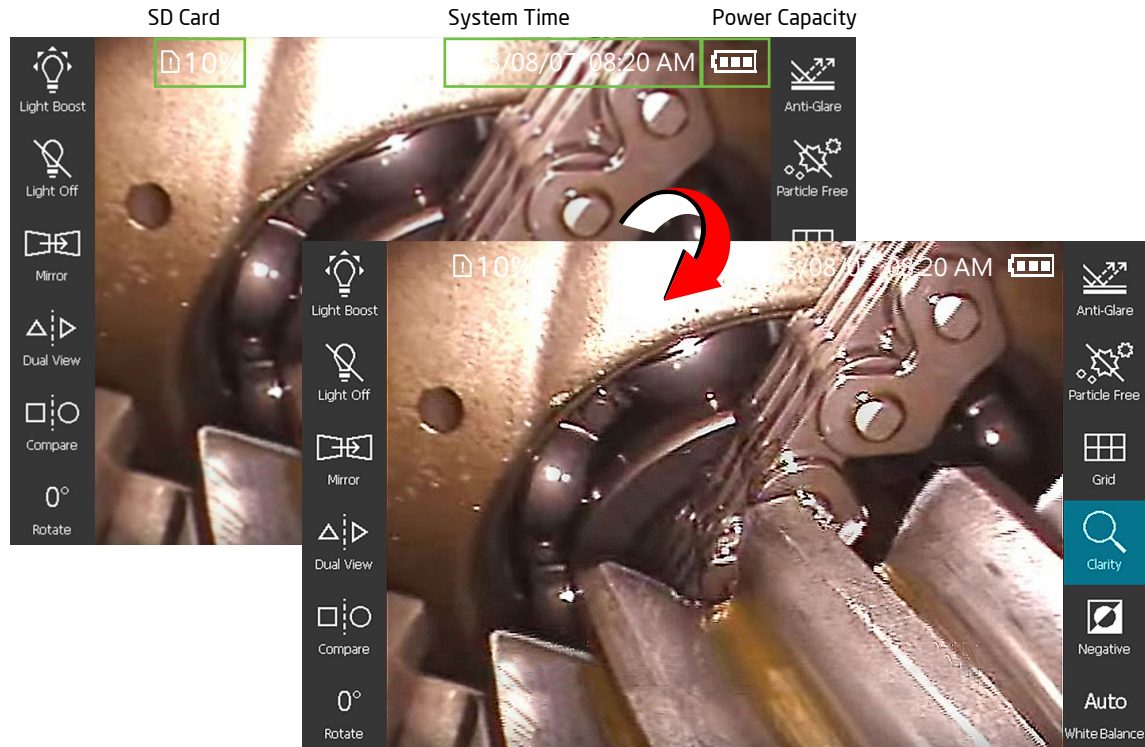 SD Card
System Time
Power Capacity
10%
5/08/07 08:20 AM
Light Boost
Light Off
Mirror
Dual View
Compare
0°
Rotate
Anti-Glare
Particle Free
10%
15/08/07 08:20 AM
Light Boost
Light Off
Mirror
Dual View
Compare
0°
Rotate
Anti-Glare
Particle Free
Grid
Clarity
Negative
Auto
White Balance